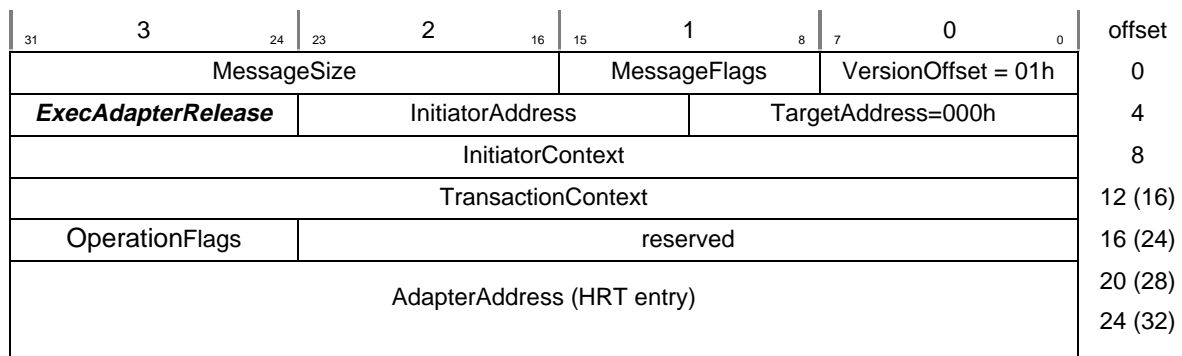 3 2 1 0 offset
31 24 23 16 15 8 7 0
MessageSize MessageFlags VersionOffset = 01h 0
ExecAdapterRelease InitiatorAddress TargetAddress=000h 4
InitiatorContext 8
TransactionContext 12 (16)
OperationFlags reserved 16 (24)
20 (28)
AdapterAddress (HRT entry)
24 (32)